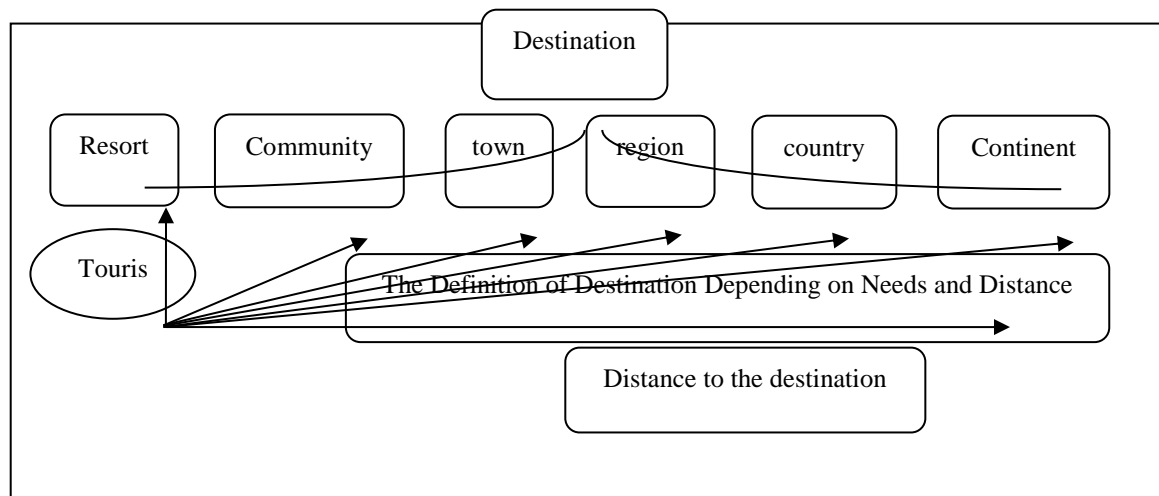 Destination
Resort
Community
town
region
country
Continent
Touris
The Definition of Destination Depending on Needs and Distance
Distance to the destination